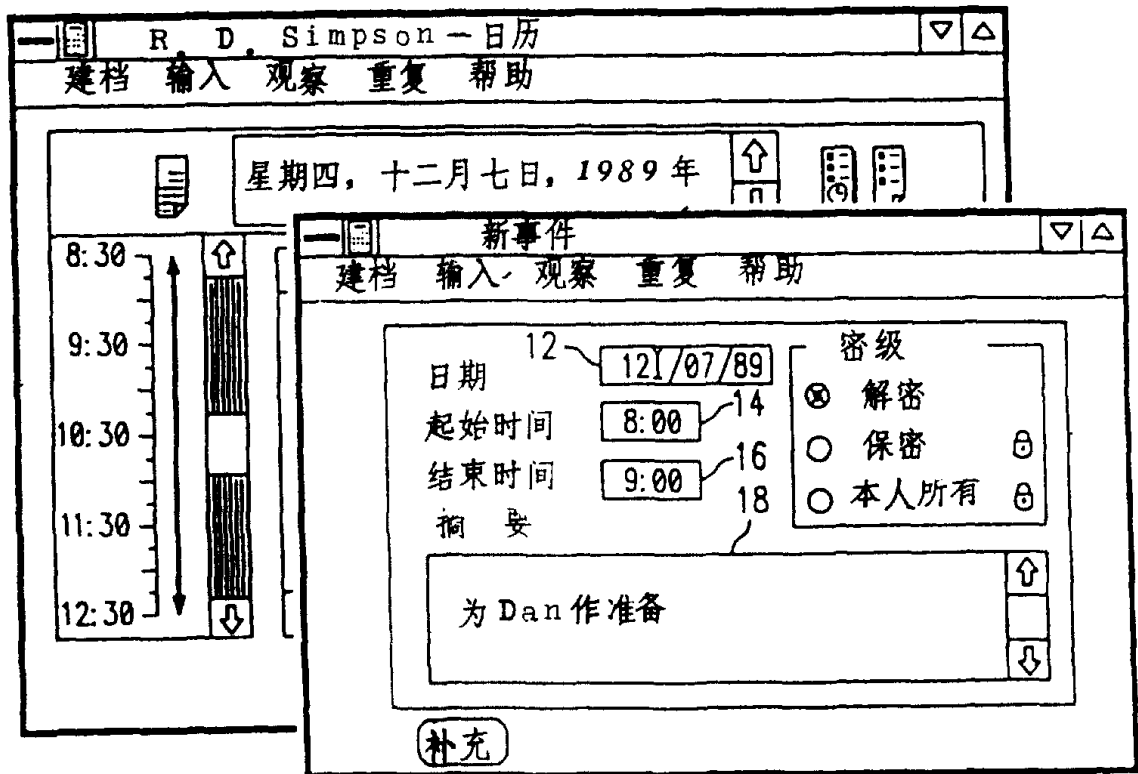 R. D. Simpson—日历
建档 输入 观察 重复 帮助
星期四，十二月七日，1989年
8:30
9:30
10:30
11:30
12:30
新事件
建档 输入 观察 重复 帮助
12
日期 12/07/89
起始时间 8:00 14
结束时间 9:00 16
摘要 18
密级
解密
保密
本人所有
为Dan作准备
补充